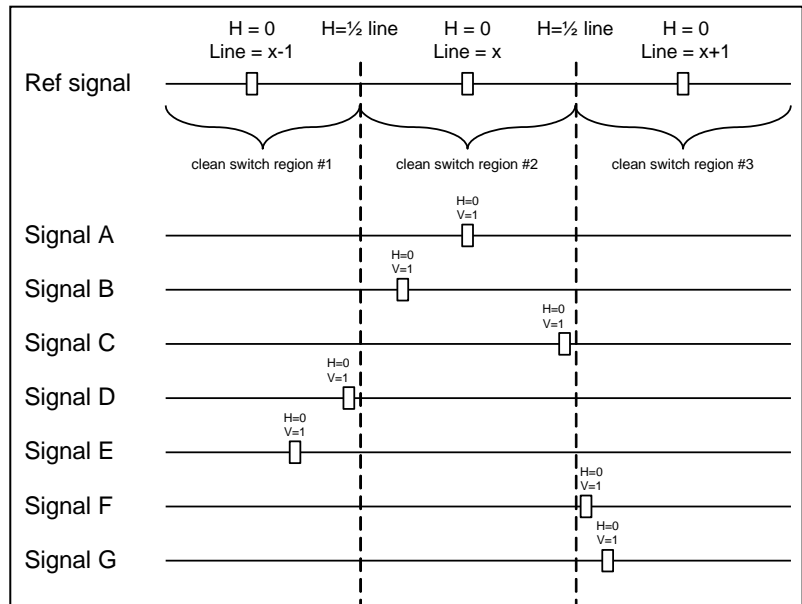 H = 0 H=½ line H = 0 H=½ line H = 0
Line = x-1 Line = x Line = x+1
Ref signal
clean switch region #1 clean switch region #2 clean switch region #3
H=0
V=1
Signal A
H=0
V=1
Signal B
H=0
V=1
Signal C
H=0
V=1
Signal D
H=0
V=1
Signal E
H=0
V=1
Signal F
H=0
V=1
Signal G